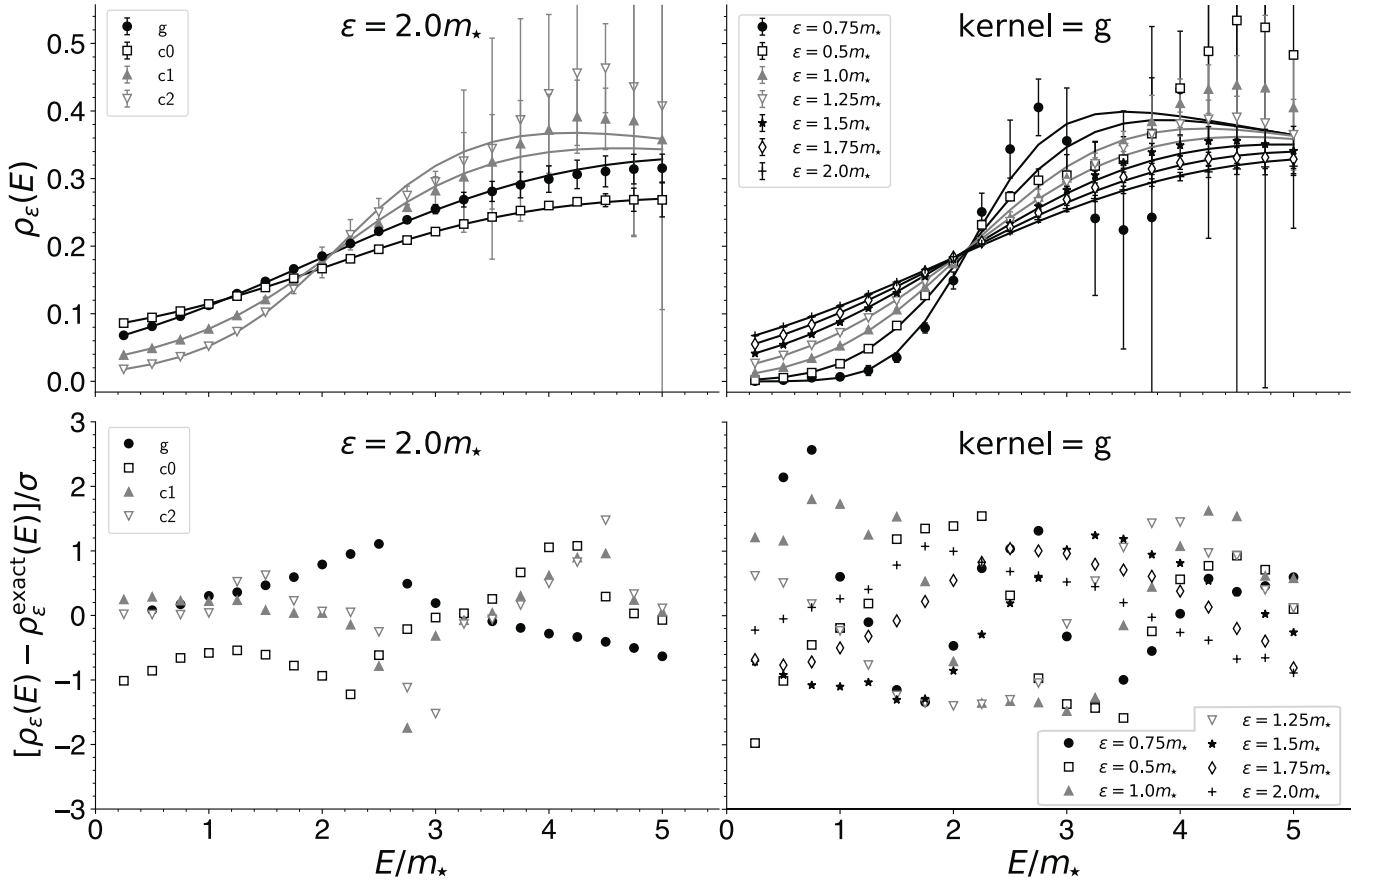 ε = 2.0m⋆
g
c0
c1
c2
0.5
0.4
0.3
0.2
0.1
0.0
ρε(E)
kernel = g
ε = 0.75m⋆
ε = 0.5m⋆
ε = 1.0m⋆
ε = 1.25m⋆
ε = 1.5m⋆
ε = 1.75m⋆
ε = 2.0m⋆
ε = 2.0m⋆
g
c0
c1
c2
3
2
1
0
−1
−2
−3
[ρε(E) − ρε^exact(E)]/σ
0 1 2 3 4 5
E/m⋆
kernel = g
ε = 0.75m⋆
ε = 0.5m⋆
ε = 1.0m⋆
ε = 1.25m⋆
ε = 1.5m⋆
ε = 1.75m⋆
ε = 2.0m⋆
0 1 2 3 4 5
E/m⋆